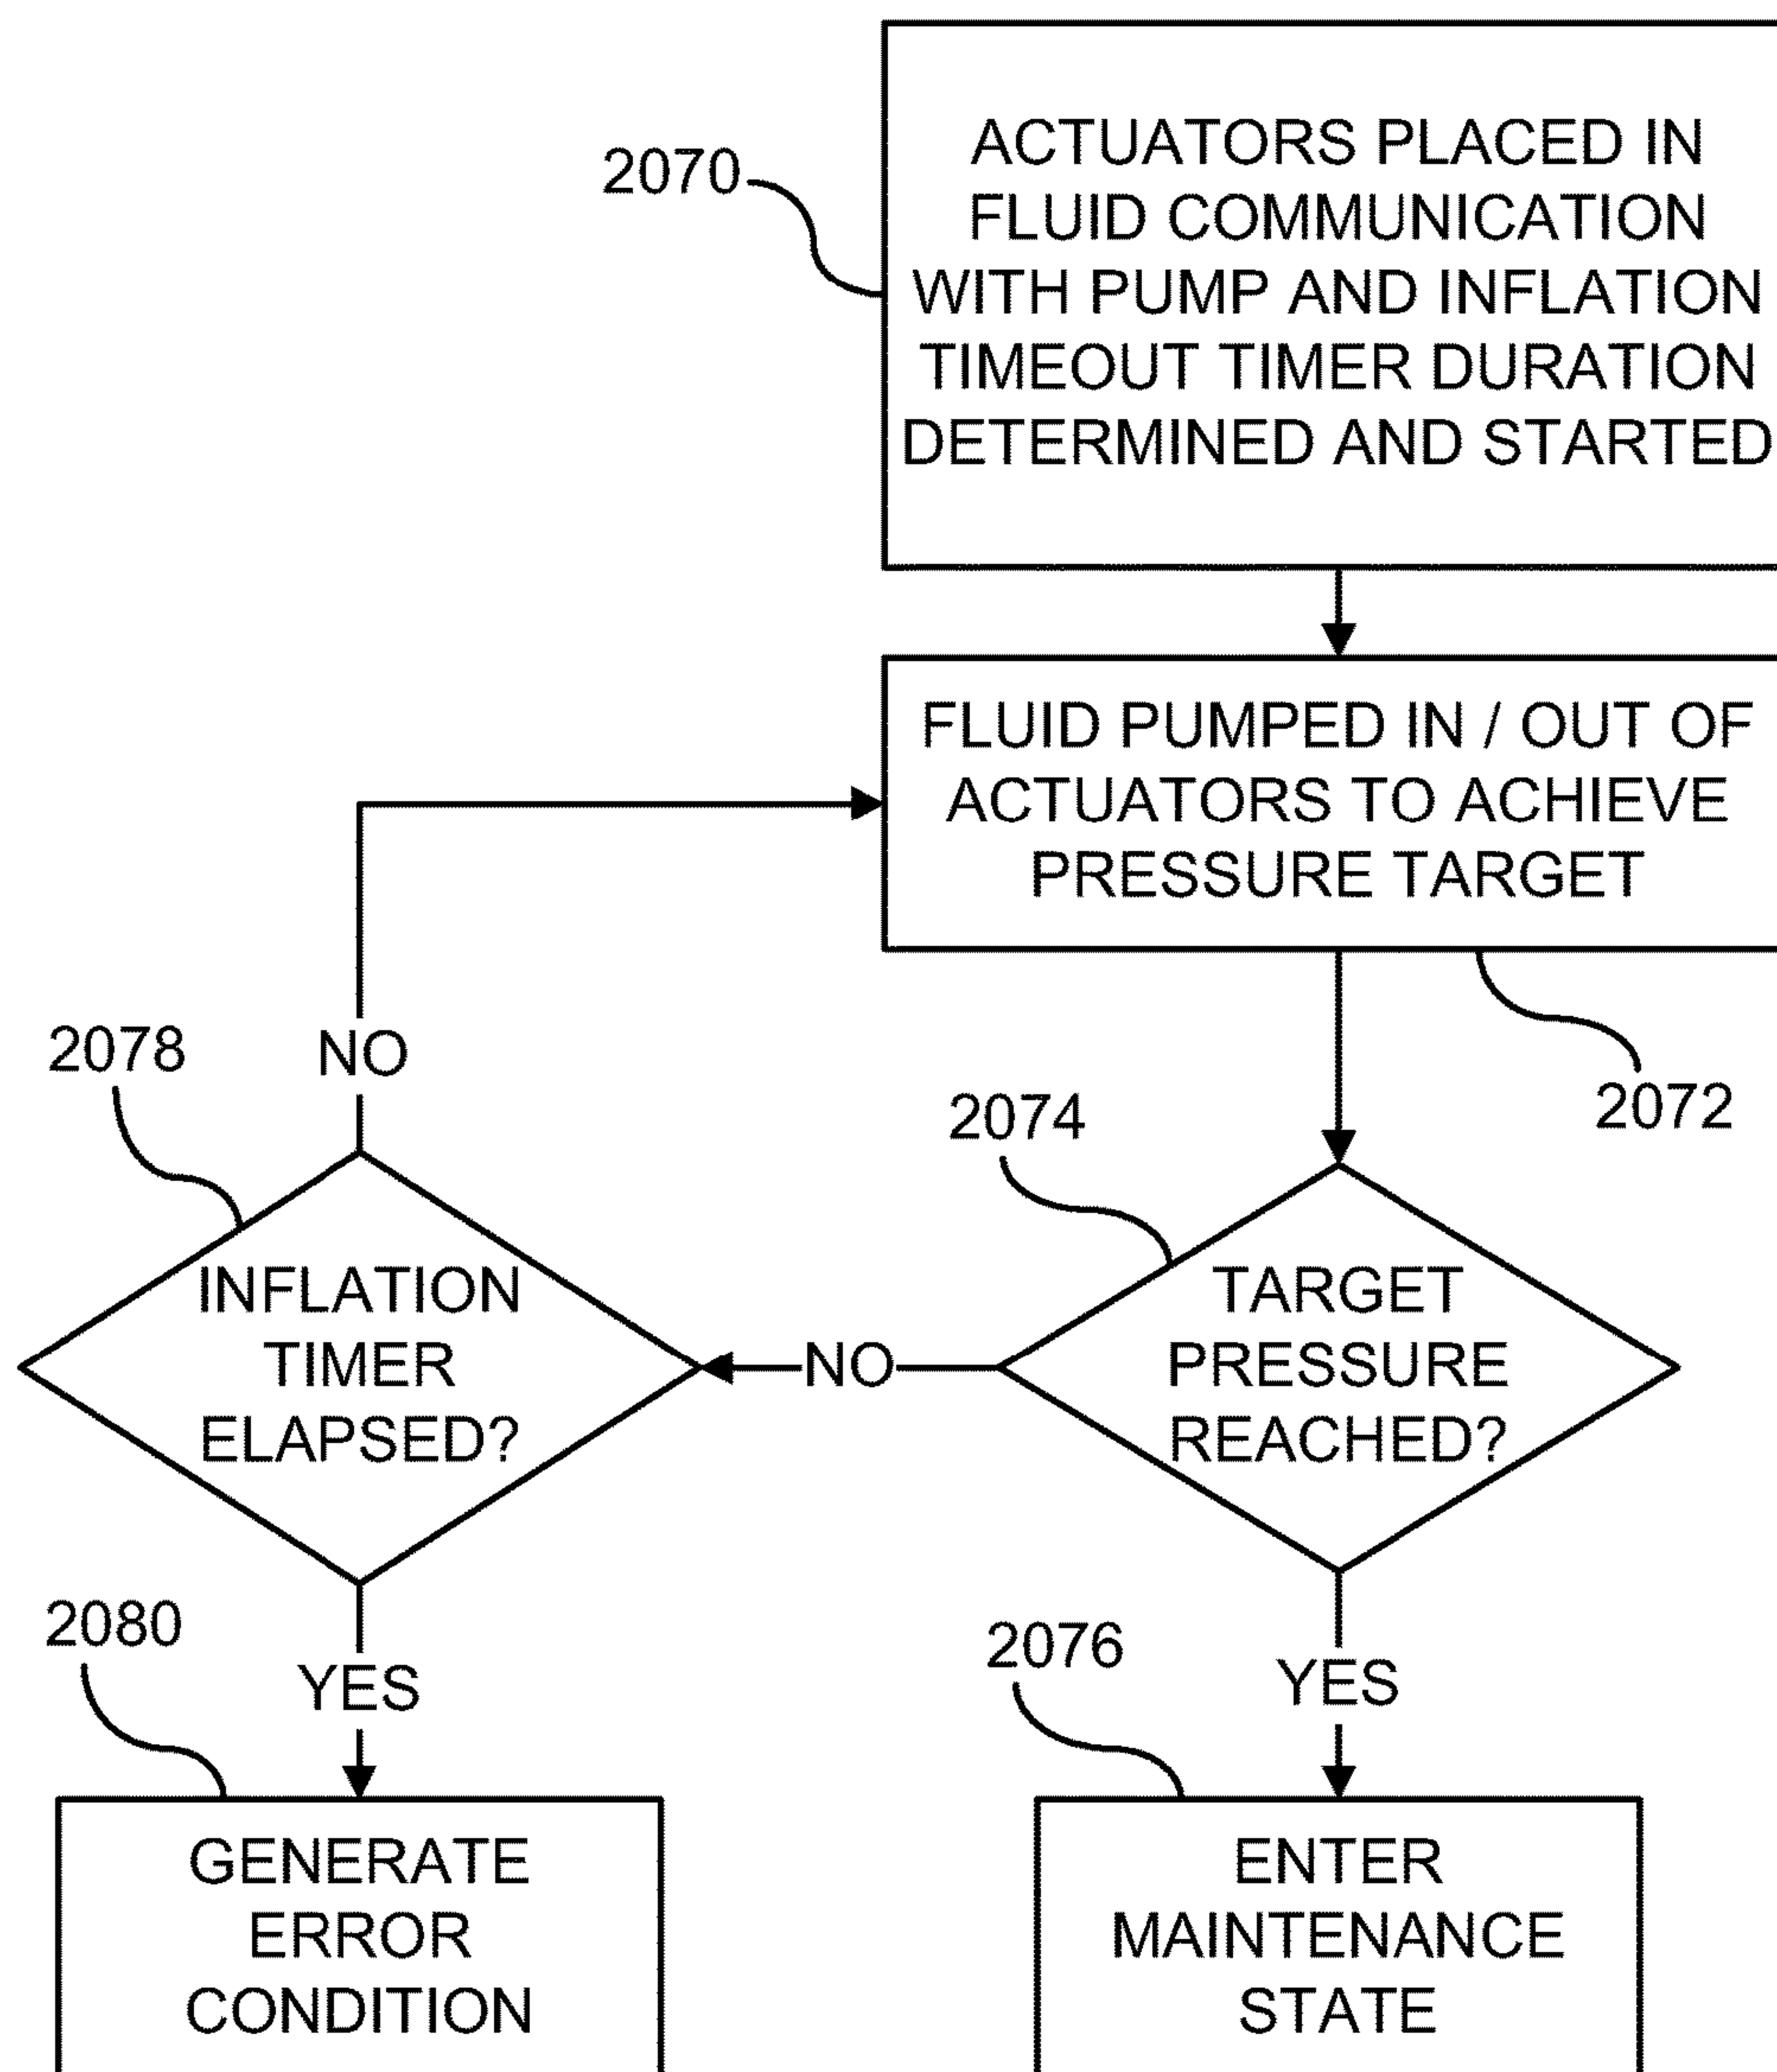 2070
ACTUATORS PLACED IN
FLUID COMMUNICATION
WITH PUMP AND INFLATION
TIMEOUT TIMER DURATION
DETERMINED AND STARTED
FLUID PUMPED IN / OUT OF
ACTUATORS TO ACHIEVE
PRESSURE TARGET
2072
2074
TARGET
PRESSURE
REACHED?
NO
2078
NO
INFLATION
TIMER
ELAPSED?
YES
2080
GENERATE
ERROR
CONDITION
YES
2076
ENTER
MAINTENANCE
STATE